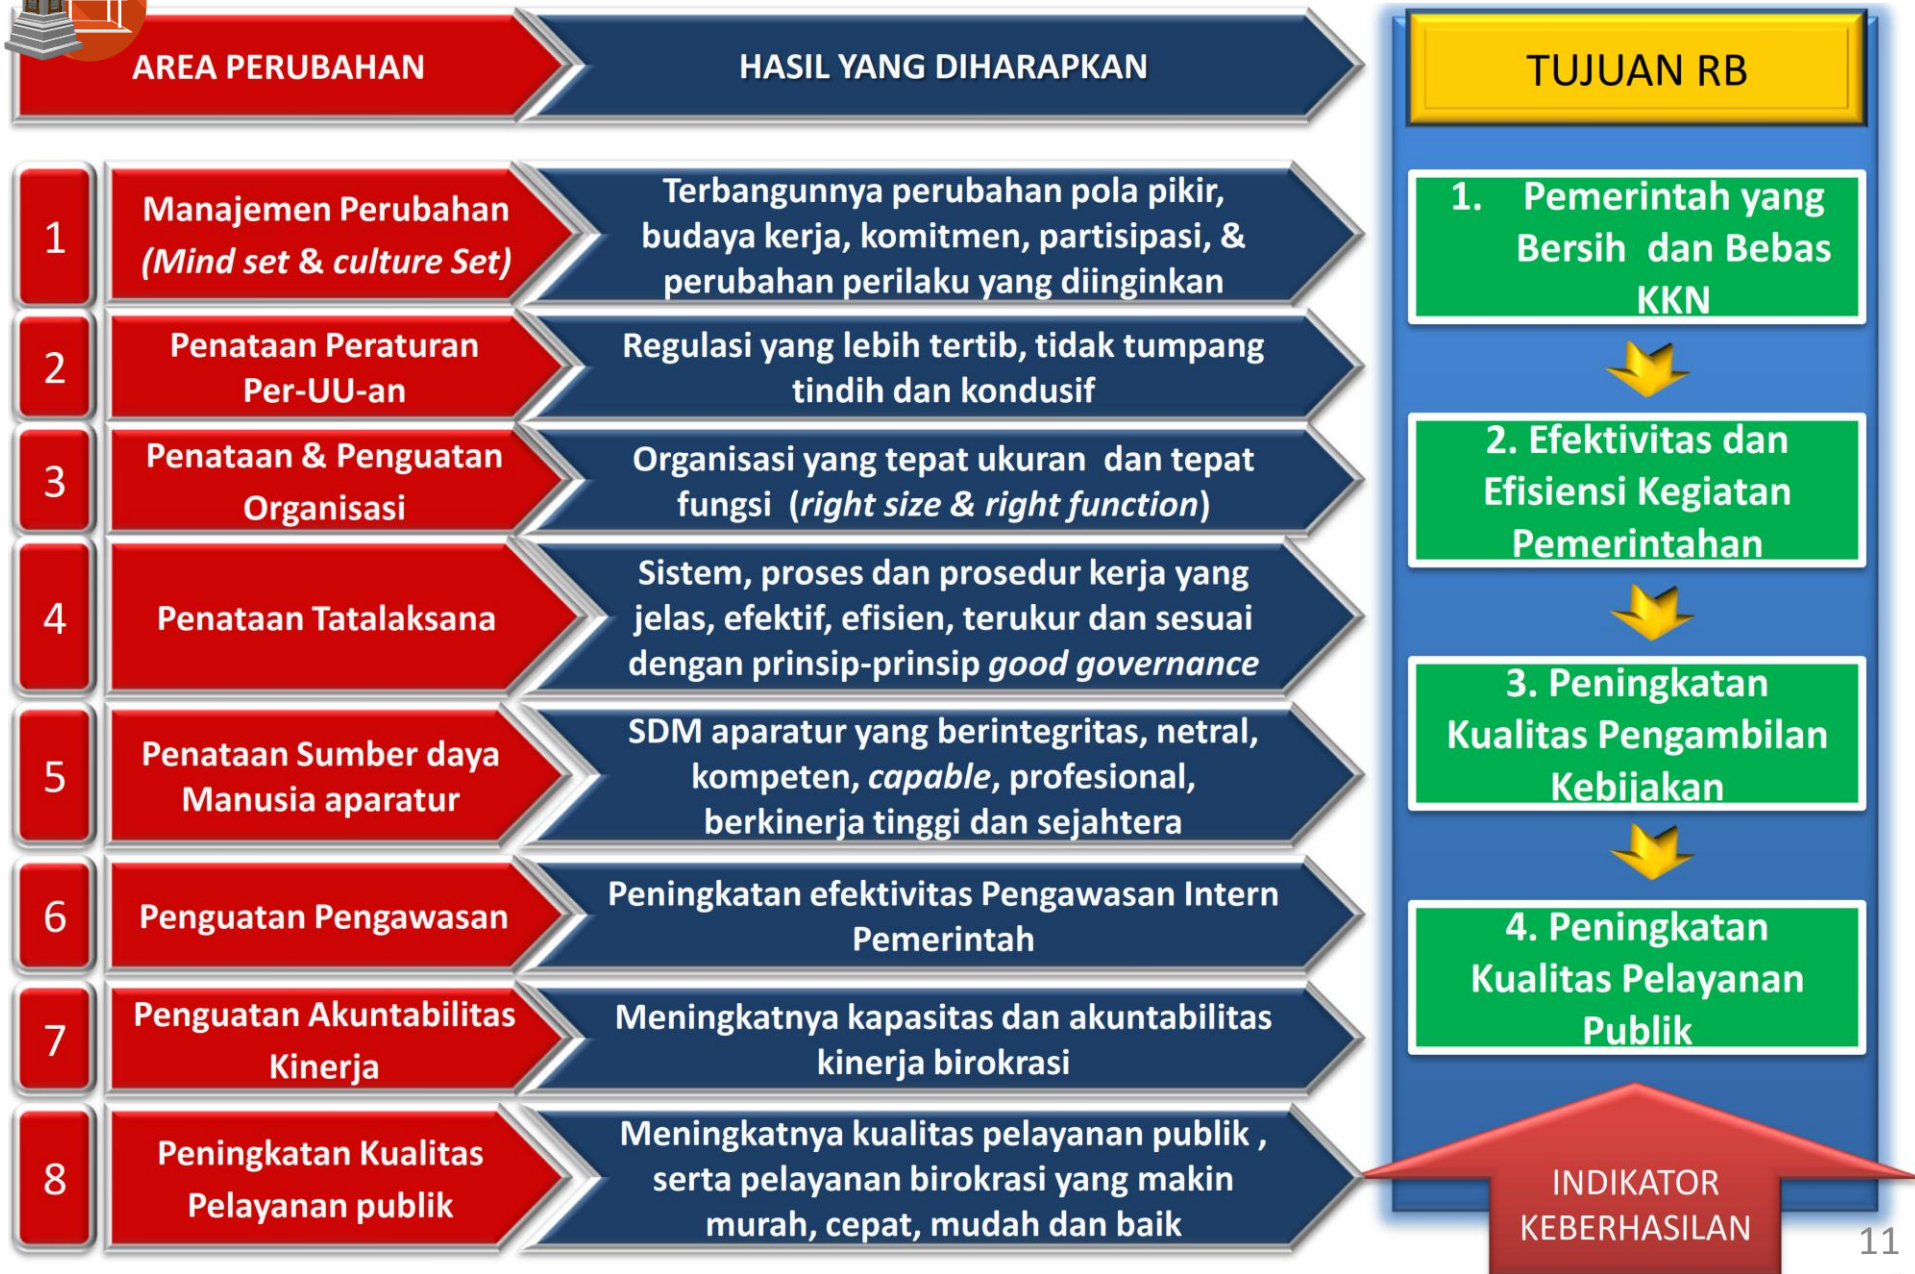 AREA PERUBAHAN
HASIL YANG DIHARAPKAN
TUJUAN RB
1
Manajemen Perubahan
(Mind set & culture Set)
Terbangunnya perubahan pola pikir,
budaya kerja, komitmen, partisipasi, &
perubahan perilaku yang diinginkan
2
Penataan Peraturan
Per-UU-an
Regulasi yang lebih tertib, tidak tumpang
tindih dan kondusif
3
Penataan & Penguatan
Organisasi
Organisasi yang tepat ukuran dan tepat
fungsi (right size & right function)
4
Penataan Tatalaksana
Sistem, proses dan prosedur kerja yang
jelas, efektif, efisien, terukur dan sesuai
dengan prinsip-prinsip good governance
5
Penataan Sumber daya
Manusia aparatur
SDM aparatur yang berintegritas, netral,
kompeten, capable, profesional,
berkinerja tinggi dan sejahtera
6
Penguatan Pengawasan
Peningkatan efektivitas Pengawasan Intern
Pemerintah
7
Penguatan Akuntabilitas
Kinerja
Meningkatnya kapasitas dan akuntabilitas
kinerja birokrasi
8
Peningkatan Kualitas
Pelayanan publik
Meningkatnya kualitas pelayanan publik ,
serta pelayanan birokrasi yang makin
murah, cepat, mudah dan baik
1. Pemerintah yang
Bersih dan Bebas
KKN
2. Efektivitas dan
Efisiensi Kegiatan
Pemerintahan
3. Peningkatan
Kualitas Pengambilan
Kebijakan
4. Peningkatan
Kualitas Pelayanan
Publik
INDIKATOR
KEBERHASILAN
11